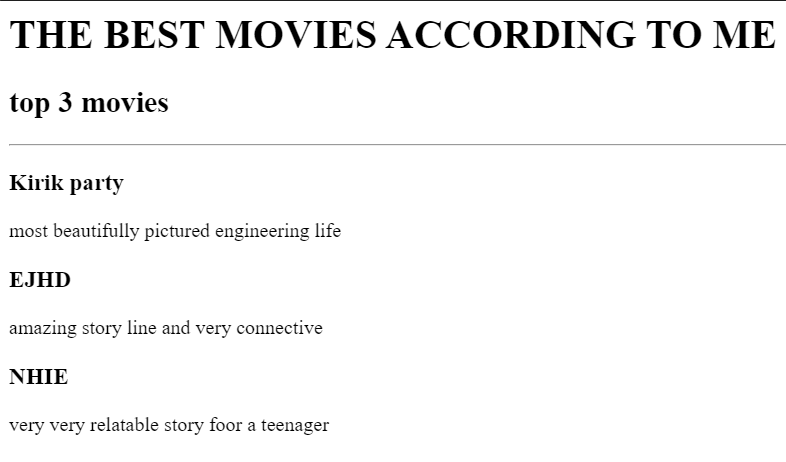 THE BEST MOVIES ACCORDING TO ME
top 3 movies
Kirik party
most beautifully pictured engineering life
EJHD
amazing story line and very connective
NHIE
very very relatable story foor a teenager